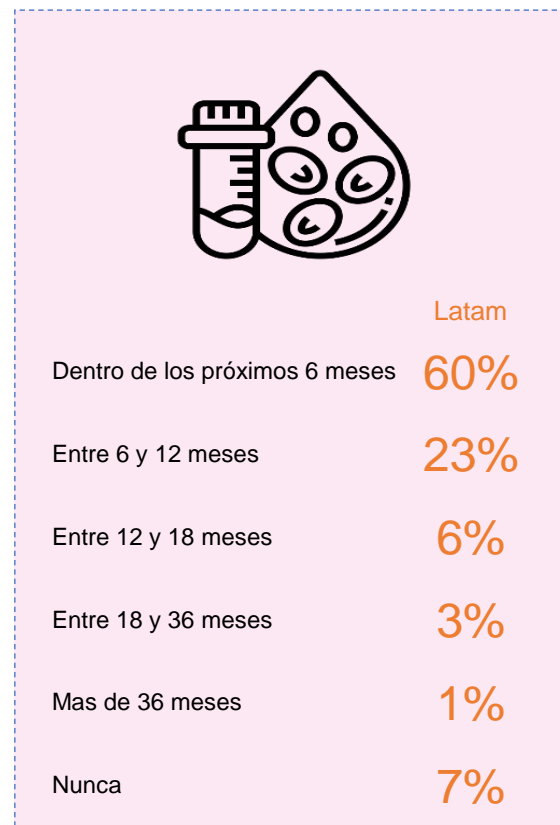 Latam
Dentro de los próximos 6 meses 60%
Entre 6 y 12 meses 23%
Entre 12 y 18 meses 6%
Entre 18 y 36 meses 3%
Mas de 36 meses 1%
Nunca 7%